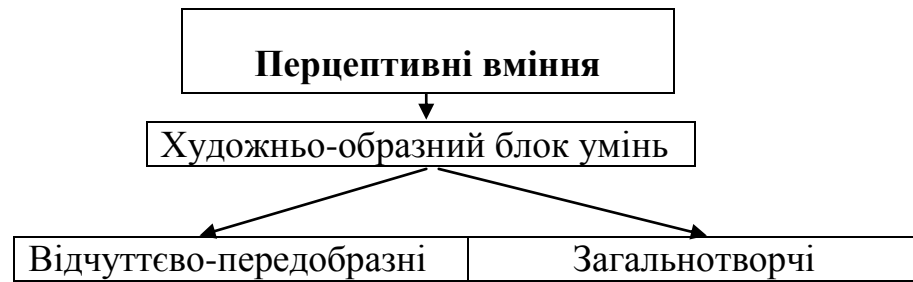 Перцептивні вміння
Художньо-образний блок умінь
Відчуттєво-передобразні
Загальнотворчі